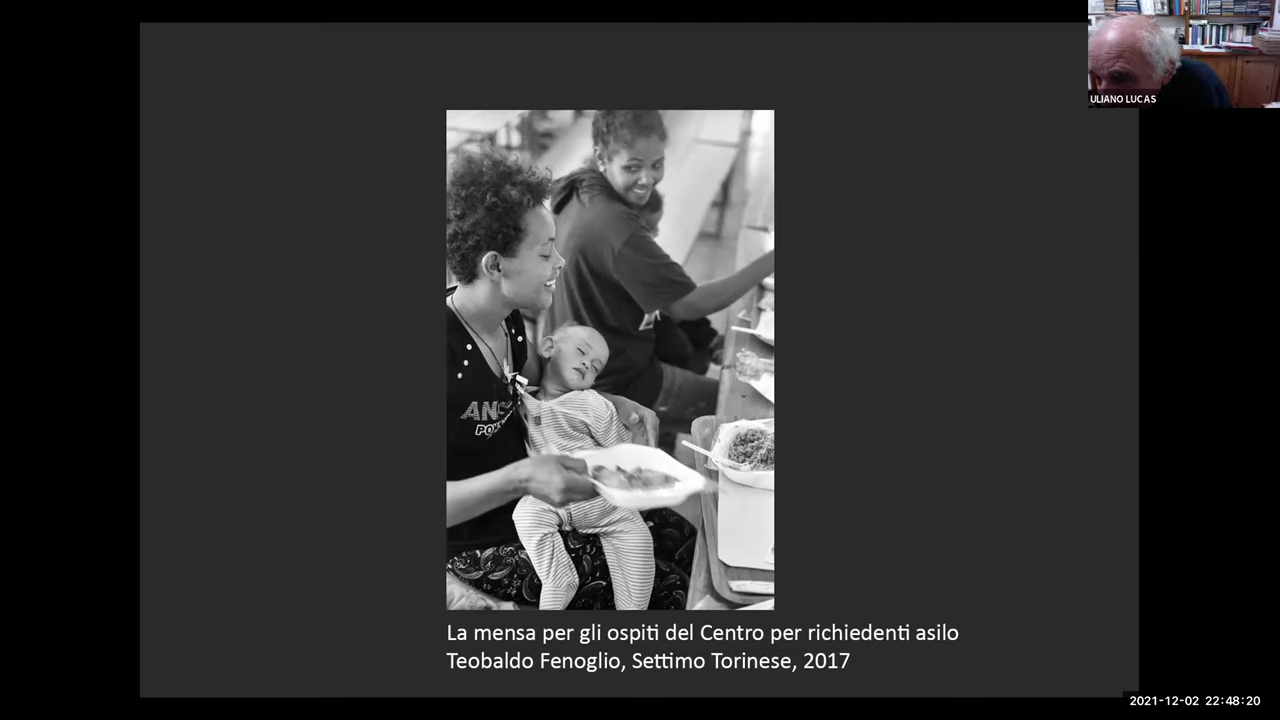 ULIANO LUCAS
La mensa per gli ospiti del Centro per richiedenti asilo
Teobaldo Fenoglio, Settimo Torinese, 2017
2021-12-02 22:48:20